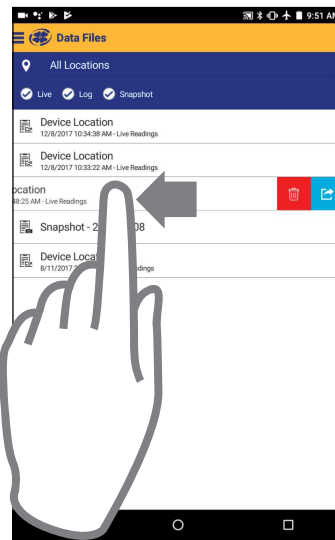 9:51 AM
Data Files
All Locations
Live Log Snapshot
Device Location
12/8/2017 10:34:38 AM - Live Readings
Device Location
12/8/2017 10:33:22 AM - Live Readings
ocation
48:25 AM - Live Readings
Snapshot - 2 08
Device Loca
8/11/2017 dings